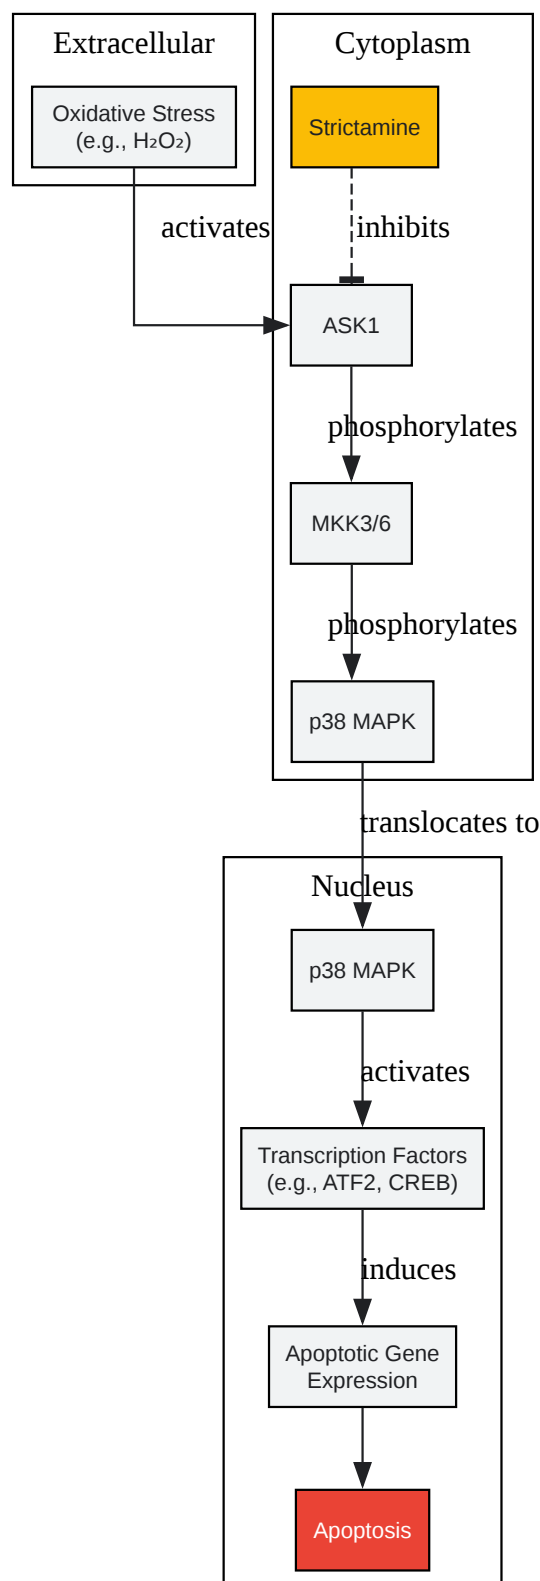 Extracellular
Cytoplasm
Oxidative Stress
(e.g., H₂O₂)
Strictamine
activates
inhibits
ASK1
phosphorylates
MKK3/6
phosphorylates
p38 MAPK
translocates to
Nucleus
p38 MAPK
activates
Transcription Factors
(e.g., ATF2, CREB)
induces
Apoptotic Gene
Expression
Apoptosis